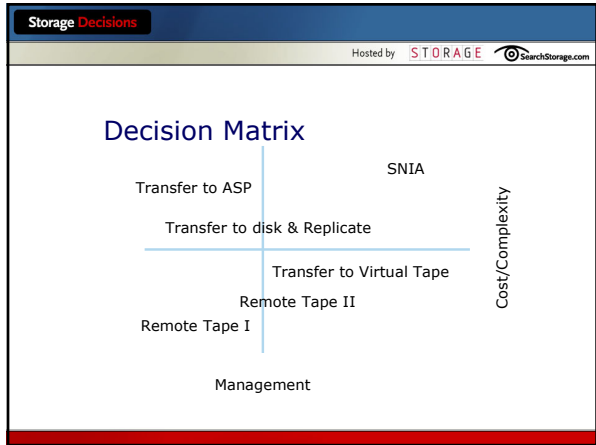 Storage Decisions
Hosted by STORAGE SearchStorage.com
Decision Matrix
SNIA
Transfer to ASP
Transfer to disk & Replicate
Transfer to Virtual Tape
Remote Tape II
Remote Tape I
Cost/Complexity
Management